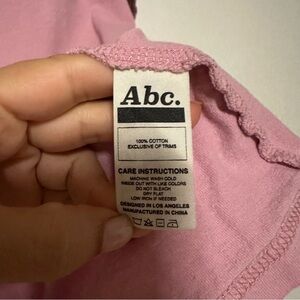 Abc.
100% COTTON
EXCLUSIVE OF TRIMS
CARE INSTRUCTIONS
MACHINE WASH COLD
INSIDE OUT WITH LIKE COLORS
DO NOT BLEACH
DRY FLAT
LOW IRON IF NEEDED
DESIGNED IN LOS ANGELES
MANUFACTURED IN CHINA